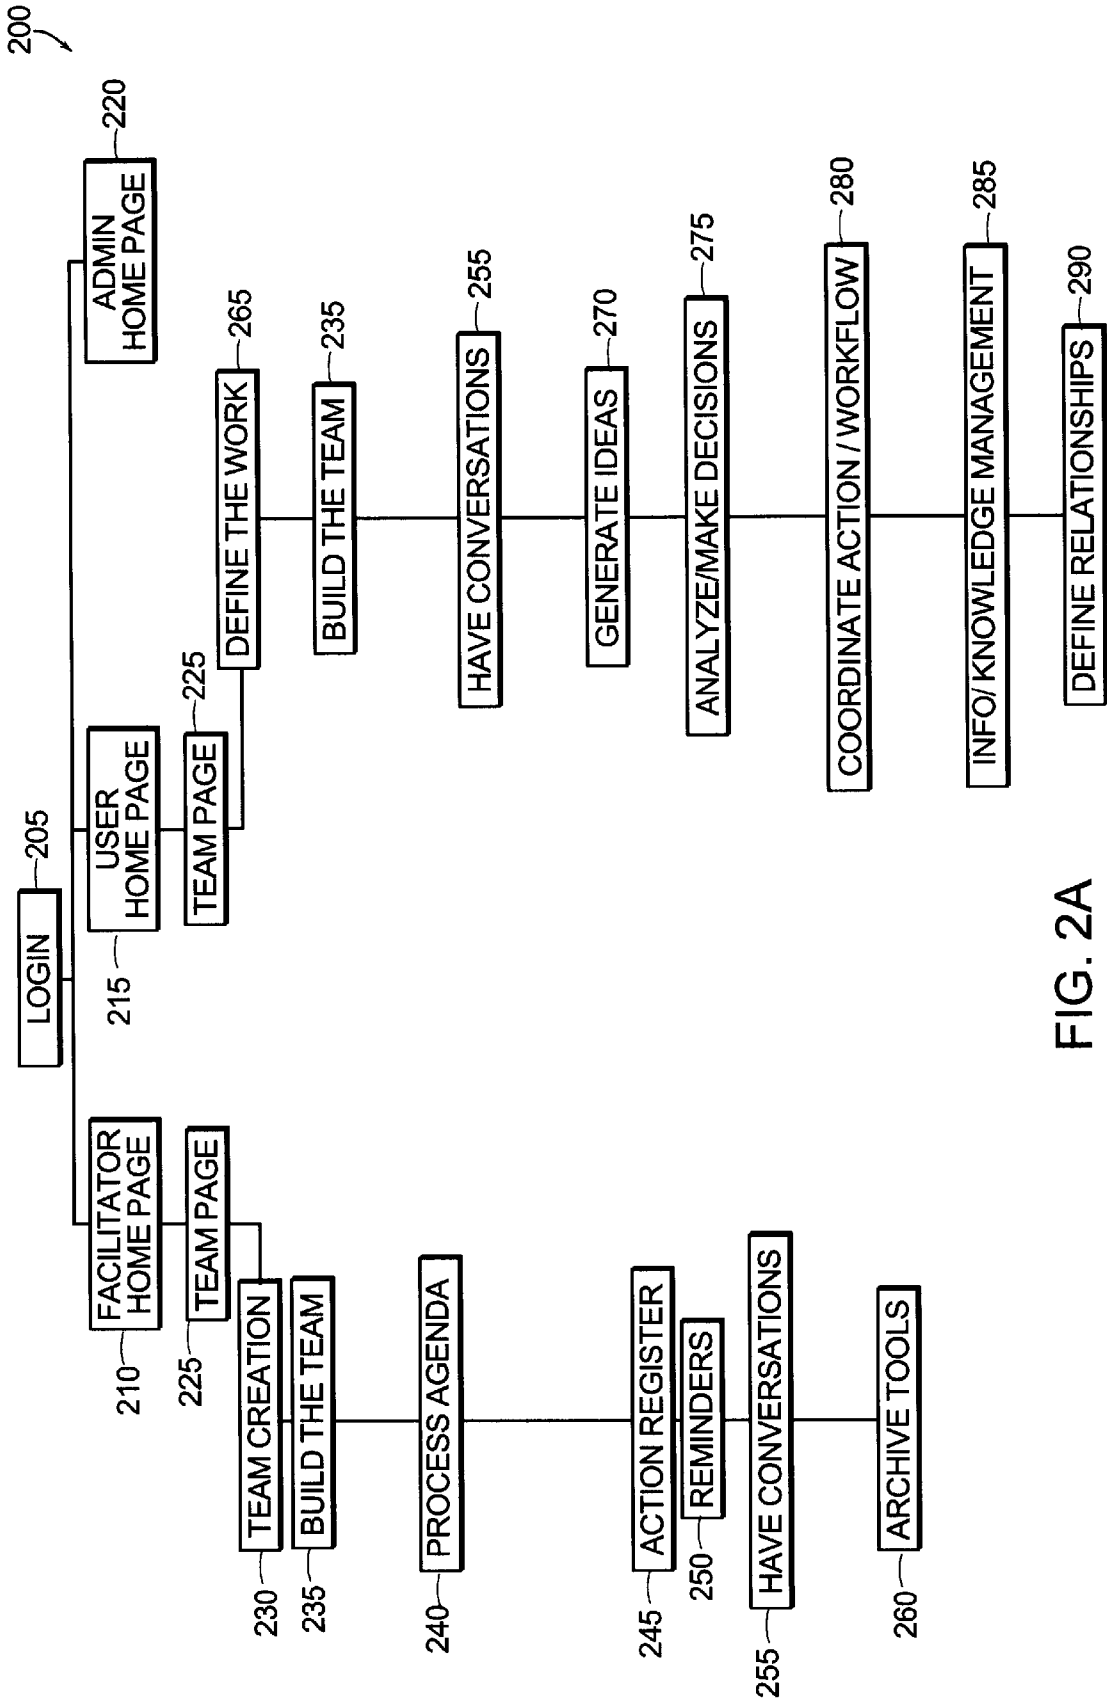 200
LOGIN
205
FACILITATOR
HOME PAGE
210
USER
HOME PAGE
215
ADMIN
HOME PAGE
220
TEAM PAGE
225
TEAM CREATION
230
BUILD THE TEAM
235
PROCESS AGENDA
240
ACTION REGISTER
245
REMINDERS
250
HAVE CONVERSATIONS
255
ARCHIVE TOOLS
260
TEAM PAGE
225
DEFINE THE WORK
265
BUILD THE TEAM
235
HAVE CONVERSATIONS
255
GENERATE IDEAS
270
ANALYZE/MAKE DECISIONS
275
COORDINATE ACTION / WORKFLOW
280
INFO/ KNOWLEDGE MANAGEMENT
285
DEFINE RELATIONSHIPS
290
FIG. 2A